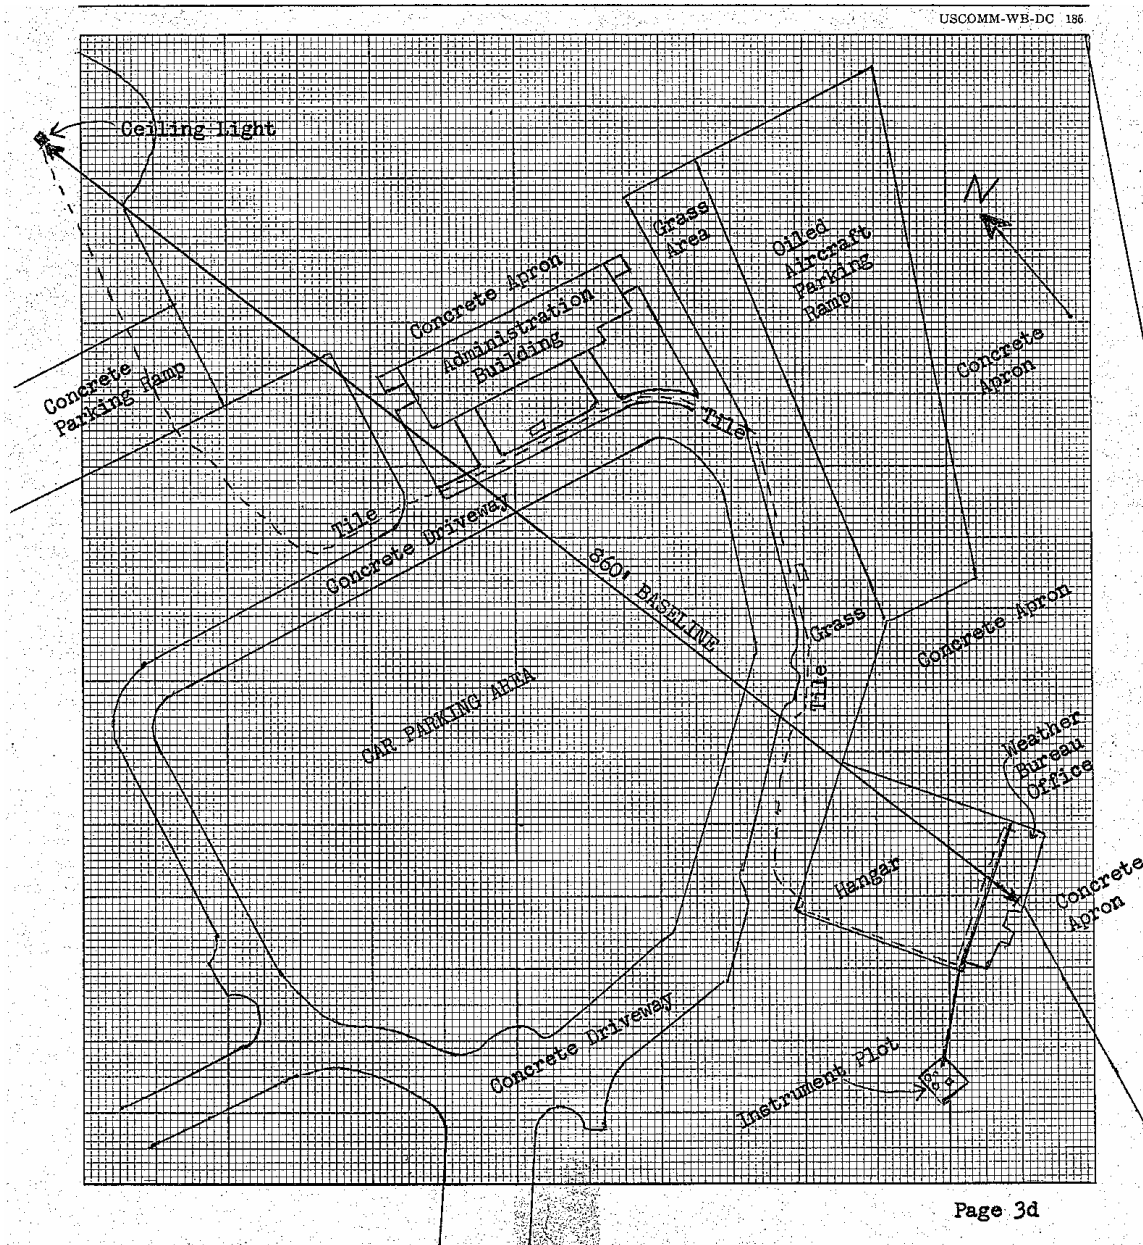 USCOMM-WB-DC 186
Ceiling Light
N
Grass
Area
Oiled
Aircraft
Parking
Ramp
Concrete Apron
Administration
Building
Concrete
Apron
Concrete
Parking Ramp
Tile
Tile
Concrete Driveway
860' BASELINE
Grass
Concrete Apron
Tile
CAR PARKING AREA
Weather
Bureau
Office
Hangar
Concrete
Apron
Concrete Driveway
Instrument Plot
Page 3d